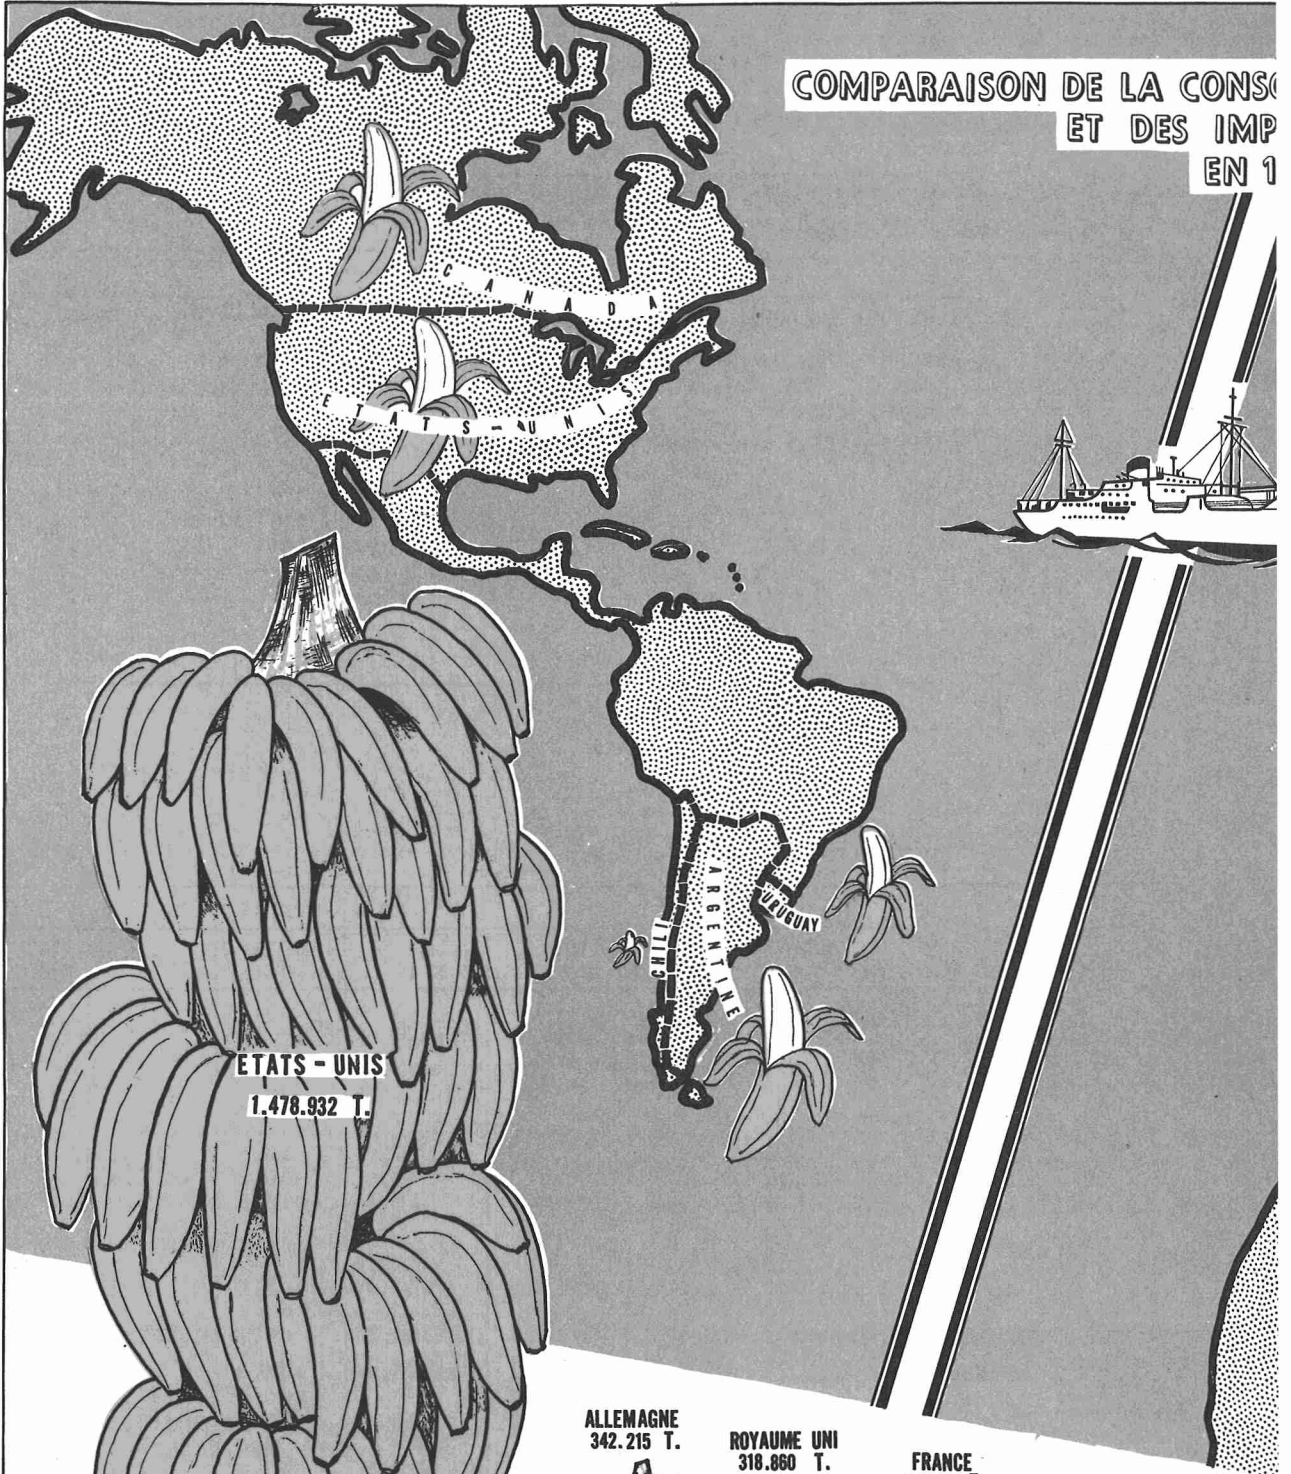 COMPARAISON DE LA CONSO
ET DES IMP
EN 1
CANADA
ETATS-UNIS
ARGENTINE
URUGUAY
CHILI
ETATS - UNIS
1.478.932 T.
ALLEMAGNE
342.215 T.
ROYAUME UNI
318.860 T.
FRANCE